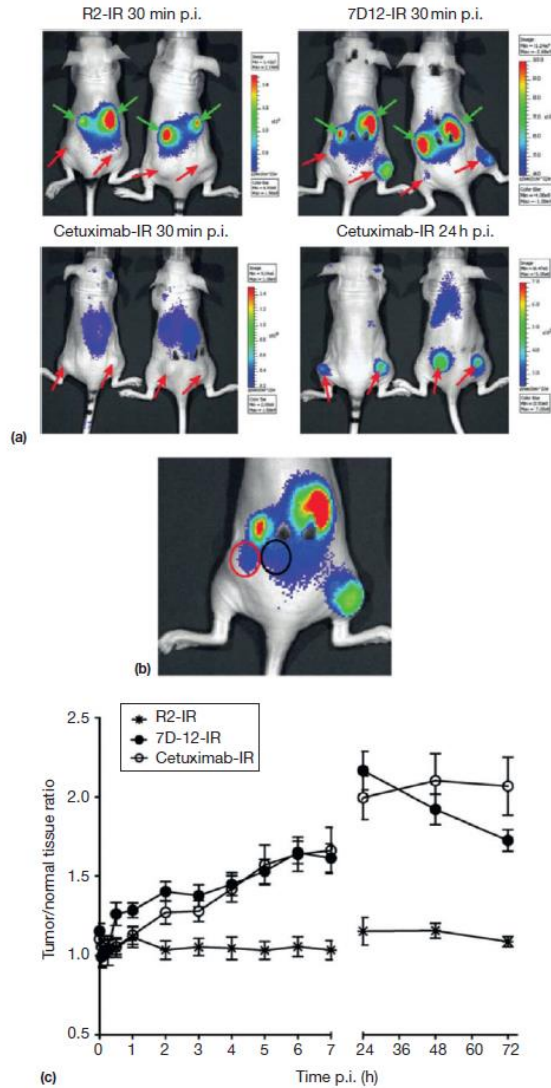 R2-IR 30 min p.i.
7D12-IR 30 min p.i.
Cetuximab-IR 30 min p.i.
Cetuximab-IR 24 h p.i.
(a)
(b)
R2-IR
7D-12-IR
Cetuximab-IR
2.5
2.0
1.5
1.0
0.5
Tumor/normal tissue ratio
0 1 2 3 4 5 6 7 24 36 48 60 72
Time p.i. (h)
(c)